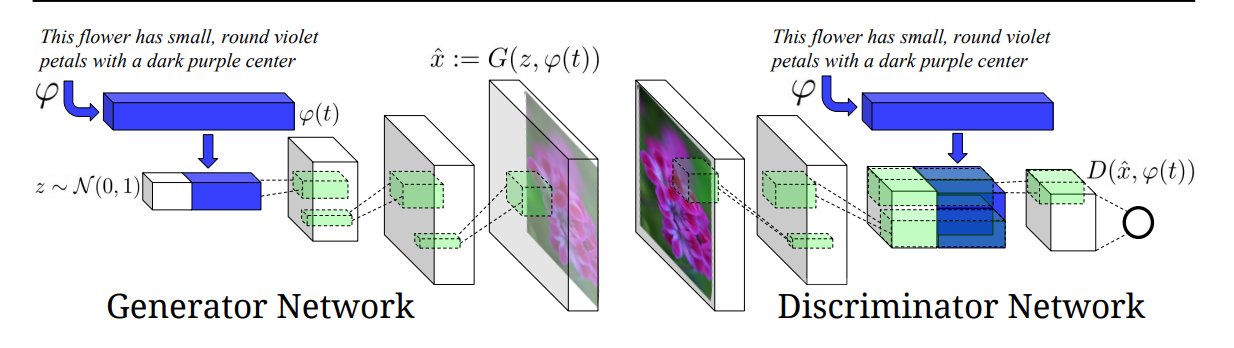 This flower has small, round violet
petals with a dark purple center
φ
φ(t)
z ∼ 𝒩(0, 1)
x̂ := G(z, φ(t))
Generator Network
This flower has small, round violet
petals with a dark purple center
φ
D(x̂, φ(t))
Discriminator Network